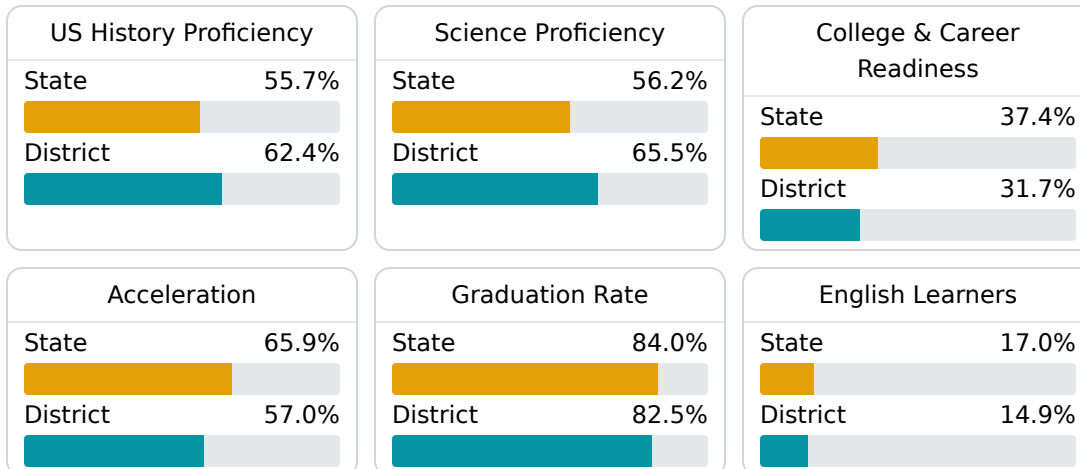 US History Proficiency
State 55.7%
District 62.4%
Science Proficiency
State 56.2%
District 65.5%
College & Career
Readiness
State 37.4%
District 31.7%
Acceleration
State 65.9%
District 57.0%
Graduation Rate
State 84.0%
District 82.5%
English Learners
State 17.0%
District 14.9%